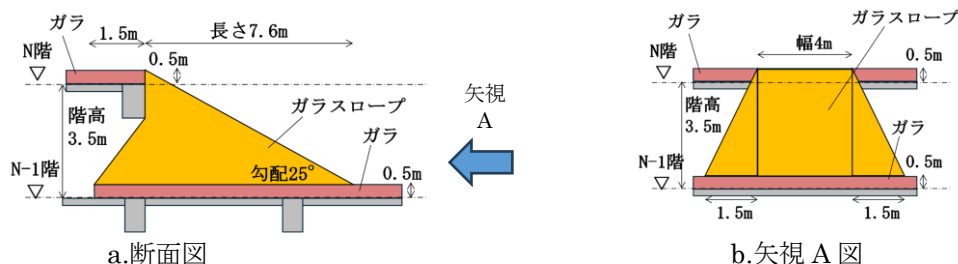 ガラ
1.5m
長さ7.6m
N階
0.5m
階高
3.5m
ガラスロープ
ガラ
N-1階
勾配25°
0.5m
a.断面図
矢視
A
ガラ
ガラスロープ
幅4m
N階
0.5m
階高
3.5m
ガラ
N-1階
0.5m
1.5m
1.5m
b.矢視 A 図